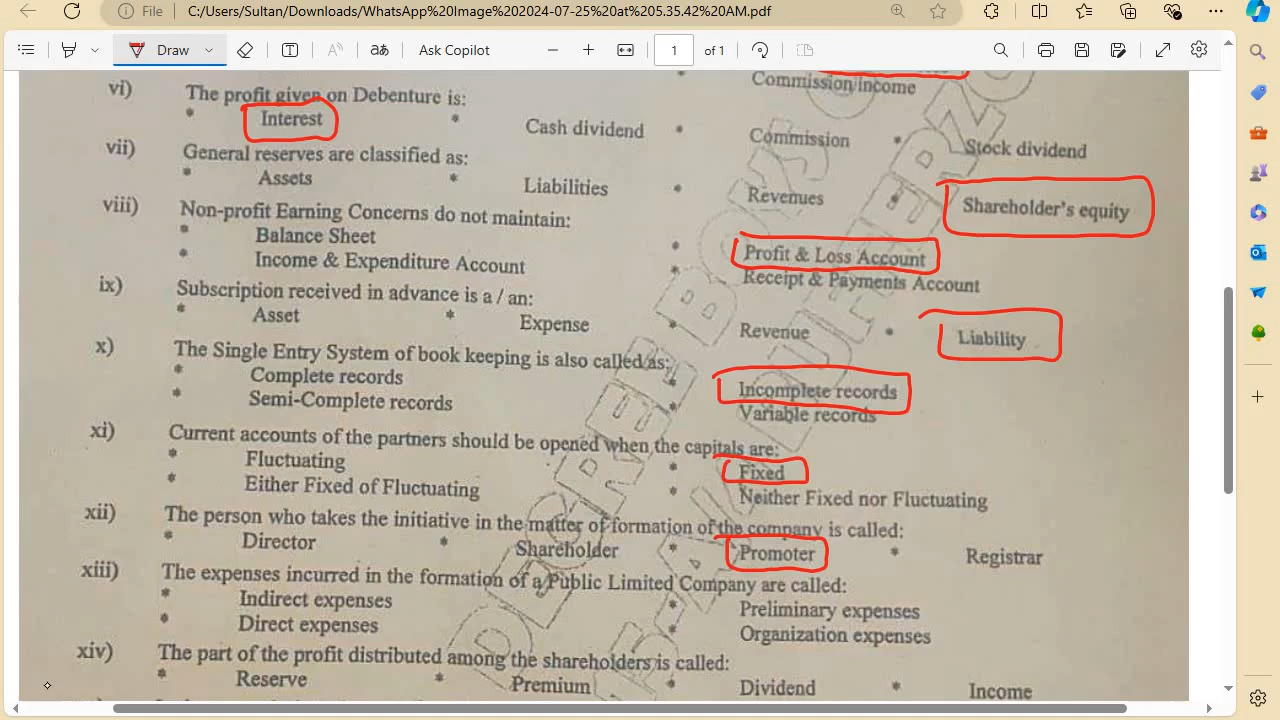 File
C:/Users/Sultan/Downloads/WhatsApp%20Image%202024-07-25%20at%205.35.42%20AM.pdf
Draw
Ask Copilot
1 of 1
Commission/income
vi) The profit given on Debenture is:
* Interest * Cash dividend * Commission * Stock dividend
vii) General reserves are classified as:
* Assets * Liabilities * Revenues * Shareholder's equity
viii) Non-profit Earning Concerns do not maintain:
* Balance Sheet * Profit & Loss Account
* Income & Expenditure Account * Receipt & Payments Account
ix) Subscription received in advance is a / an:
* Asset * Expense * Revenue * Liability
x) The Single Entry System of book keeping is also called as:
* Complete records * Incomplete records
* Semi-Complete records * Variable records
xi) Current accounts of the partners should be opened when the capitals are:
* Fluctuating * Fixed
* Either Fixed of Fluctuating * Neither Fixed nor Fluctuating
xii) The person who takes the initiative in the matter of formation of the company is called:
* Director * Shareholder * Promoter * Registrar
xiii) The expenses incurred in the formation of a Public Limited Company are called:
* Indirect expenses * Preliminary expenses
* Direct expenses * Organization expenses
xiv) The part of the profit distributed among the shareholders is called:
* Reserve * Premium * Dividend * Income